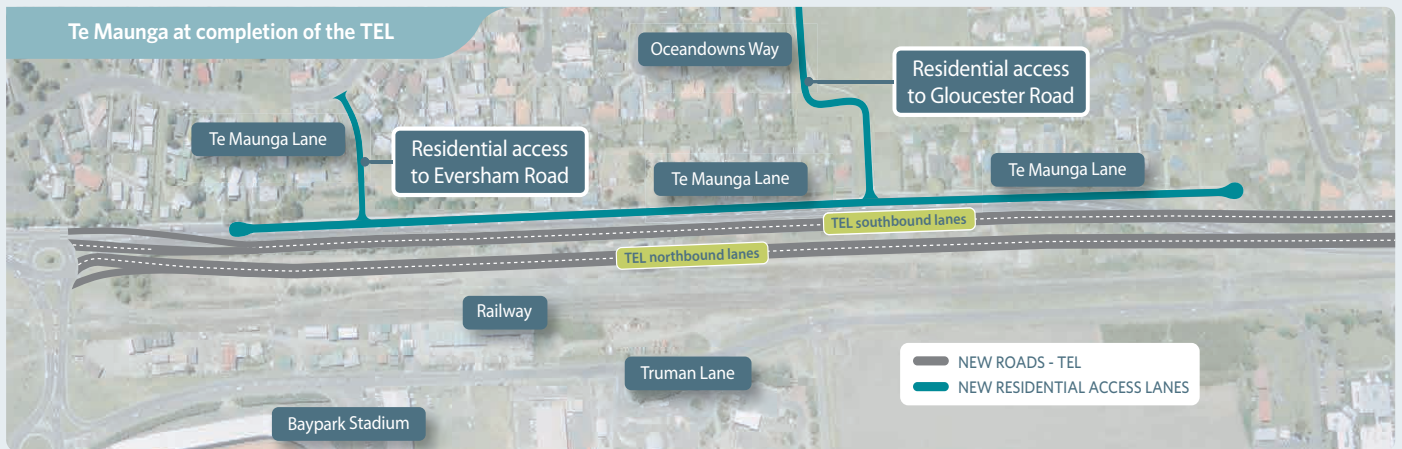 Te Maunga at completion of the TEL
Oceandowns Way
Residential access
to Gloucester Road
Te Maunga Lane
Residential access
to Eversham Road
Te Maunga Lane
Te Maunga Lane
TEL southbound lanes
TEL northbound lanes
Railway
Truman Lane
NEW ROADS - TEL
NEW RESIDENTIAL ACCESS LANES
Baypark Stadium